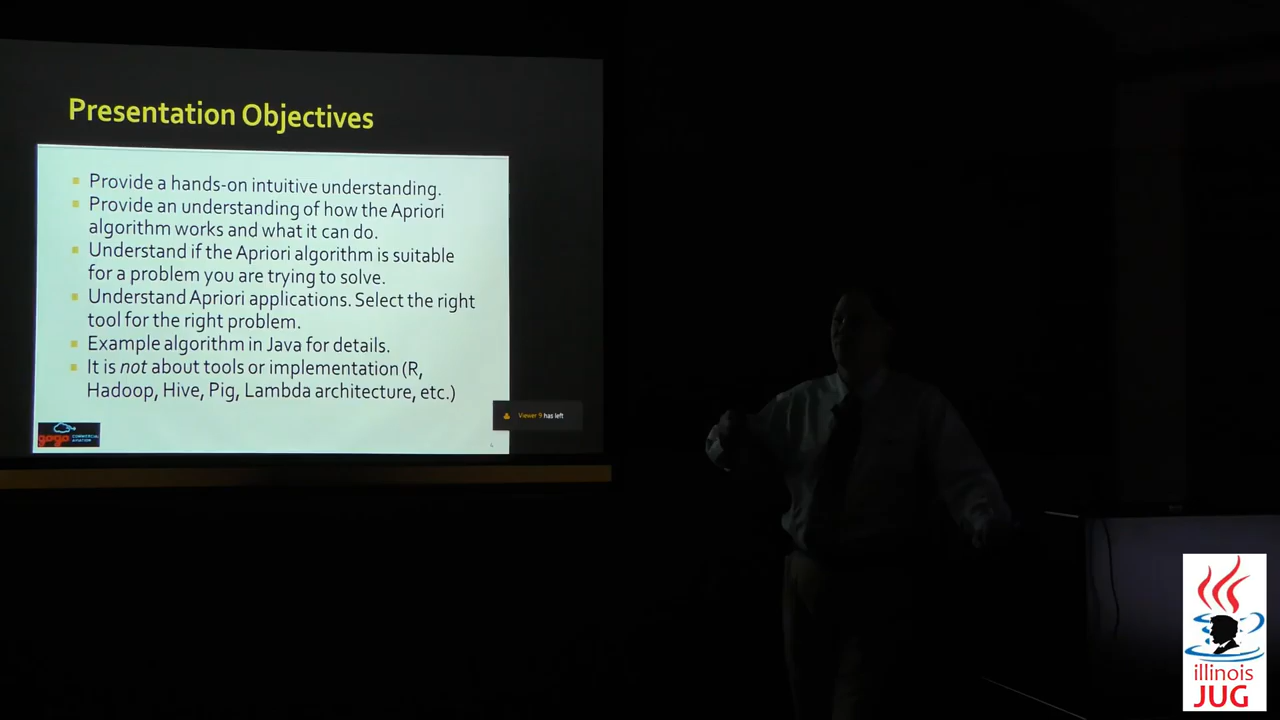 Presentation Objectives
Provide a hands-on intuitive understanding.
Provide an understanding of how the Apriori
algorithm works and what it can do.
Understand if the Apriori algorithm is suitable
for a problem you are trying to solve.
Understand Apriori applications. Select the right
tool for the right problem.
Example algorithm in Java for details.
It is not about tools or implementation (R,
Hadoop, Hive, Pig, Lambda architecture, etc.)
Viewer 9 has left
gogo COMMERCIAL
AVIATION
4
illinois
JUG